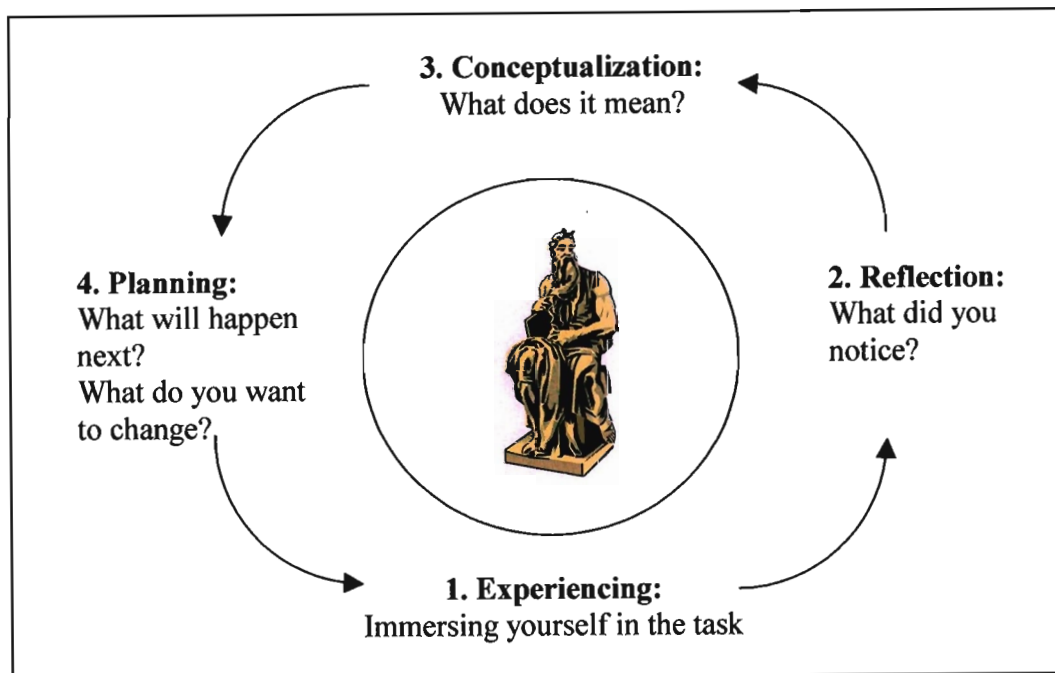 3. Conceptualization:
What does it mean?
4. Planning:
What will happen
next?
What do you want
to change?
2. Reflection:
What did you
notice?
1. Experiencing:
Immersing yourself in the task